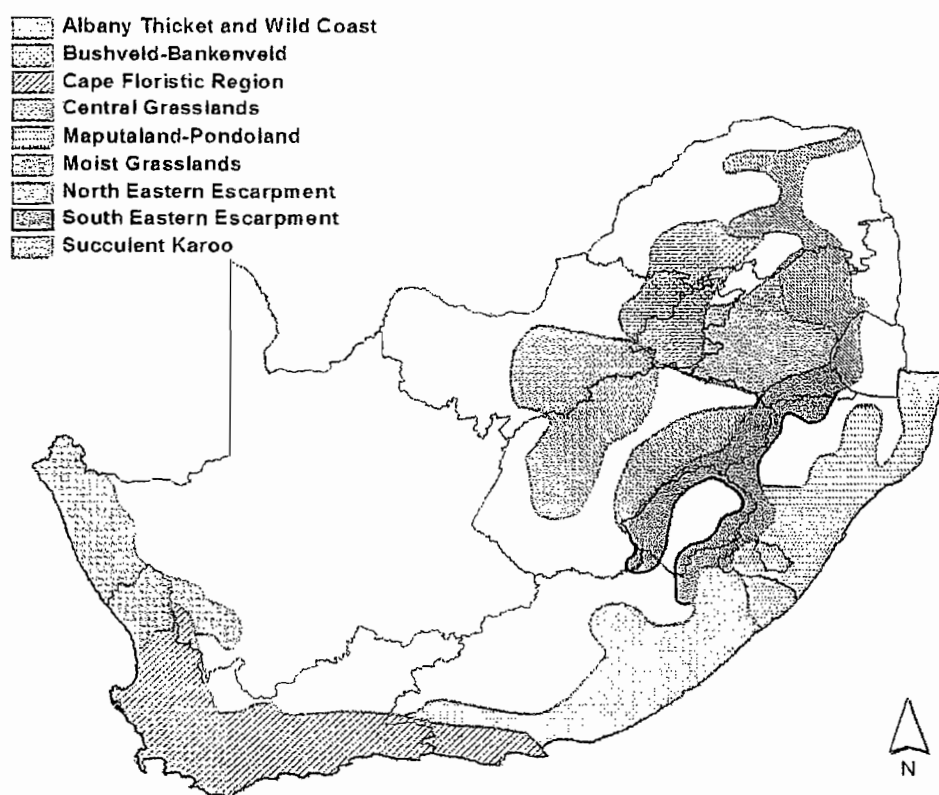 Albany Thicket and Wild Coast
Bushveld-Bankenveld
Cape Floristic Region
Central Grasslands
Maputaland-Pondoland
Moist Grasslands
North Eastern Escarpment
South Eastern Escarpment
Succulent Karoo
N